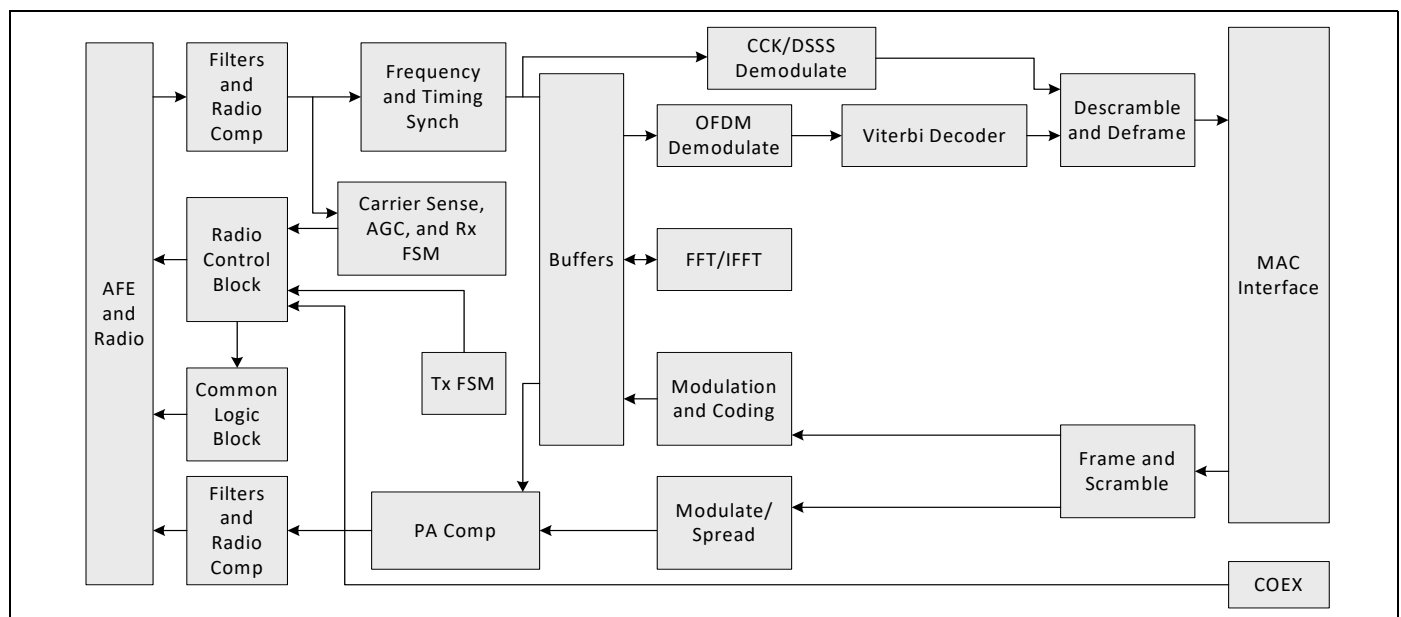 Filters
and
Radio
Comp
Frequency
and Timing
Synch
CCK/DSSS
Demodulate
OFDM
Demodulate
Viterbi Decoder
Descramble
and Deframe
Carrier Sense,
AGC, and Rx
FSM
Radio
Control
Block
Buffers
FFT/IFFT
MAC
Interface
AFE
and
Radio
Tx FSM
Common
Logic
Block
Modulation
and Coding
Frame and
Scramble
Filters
and
Radio
Comp
PA Comp
Modulate/
Spread
COEX